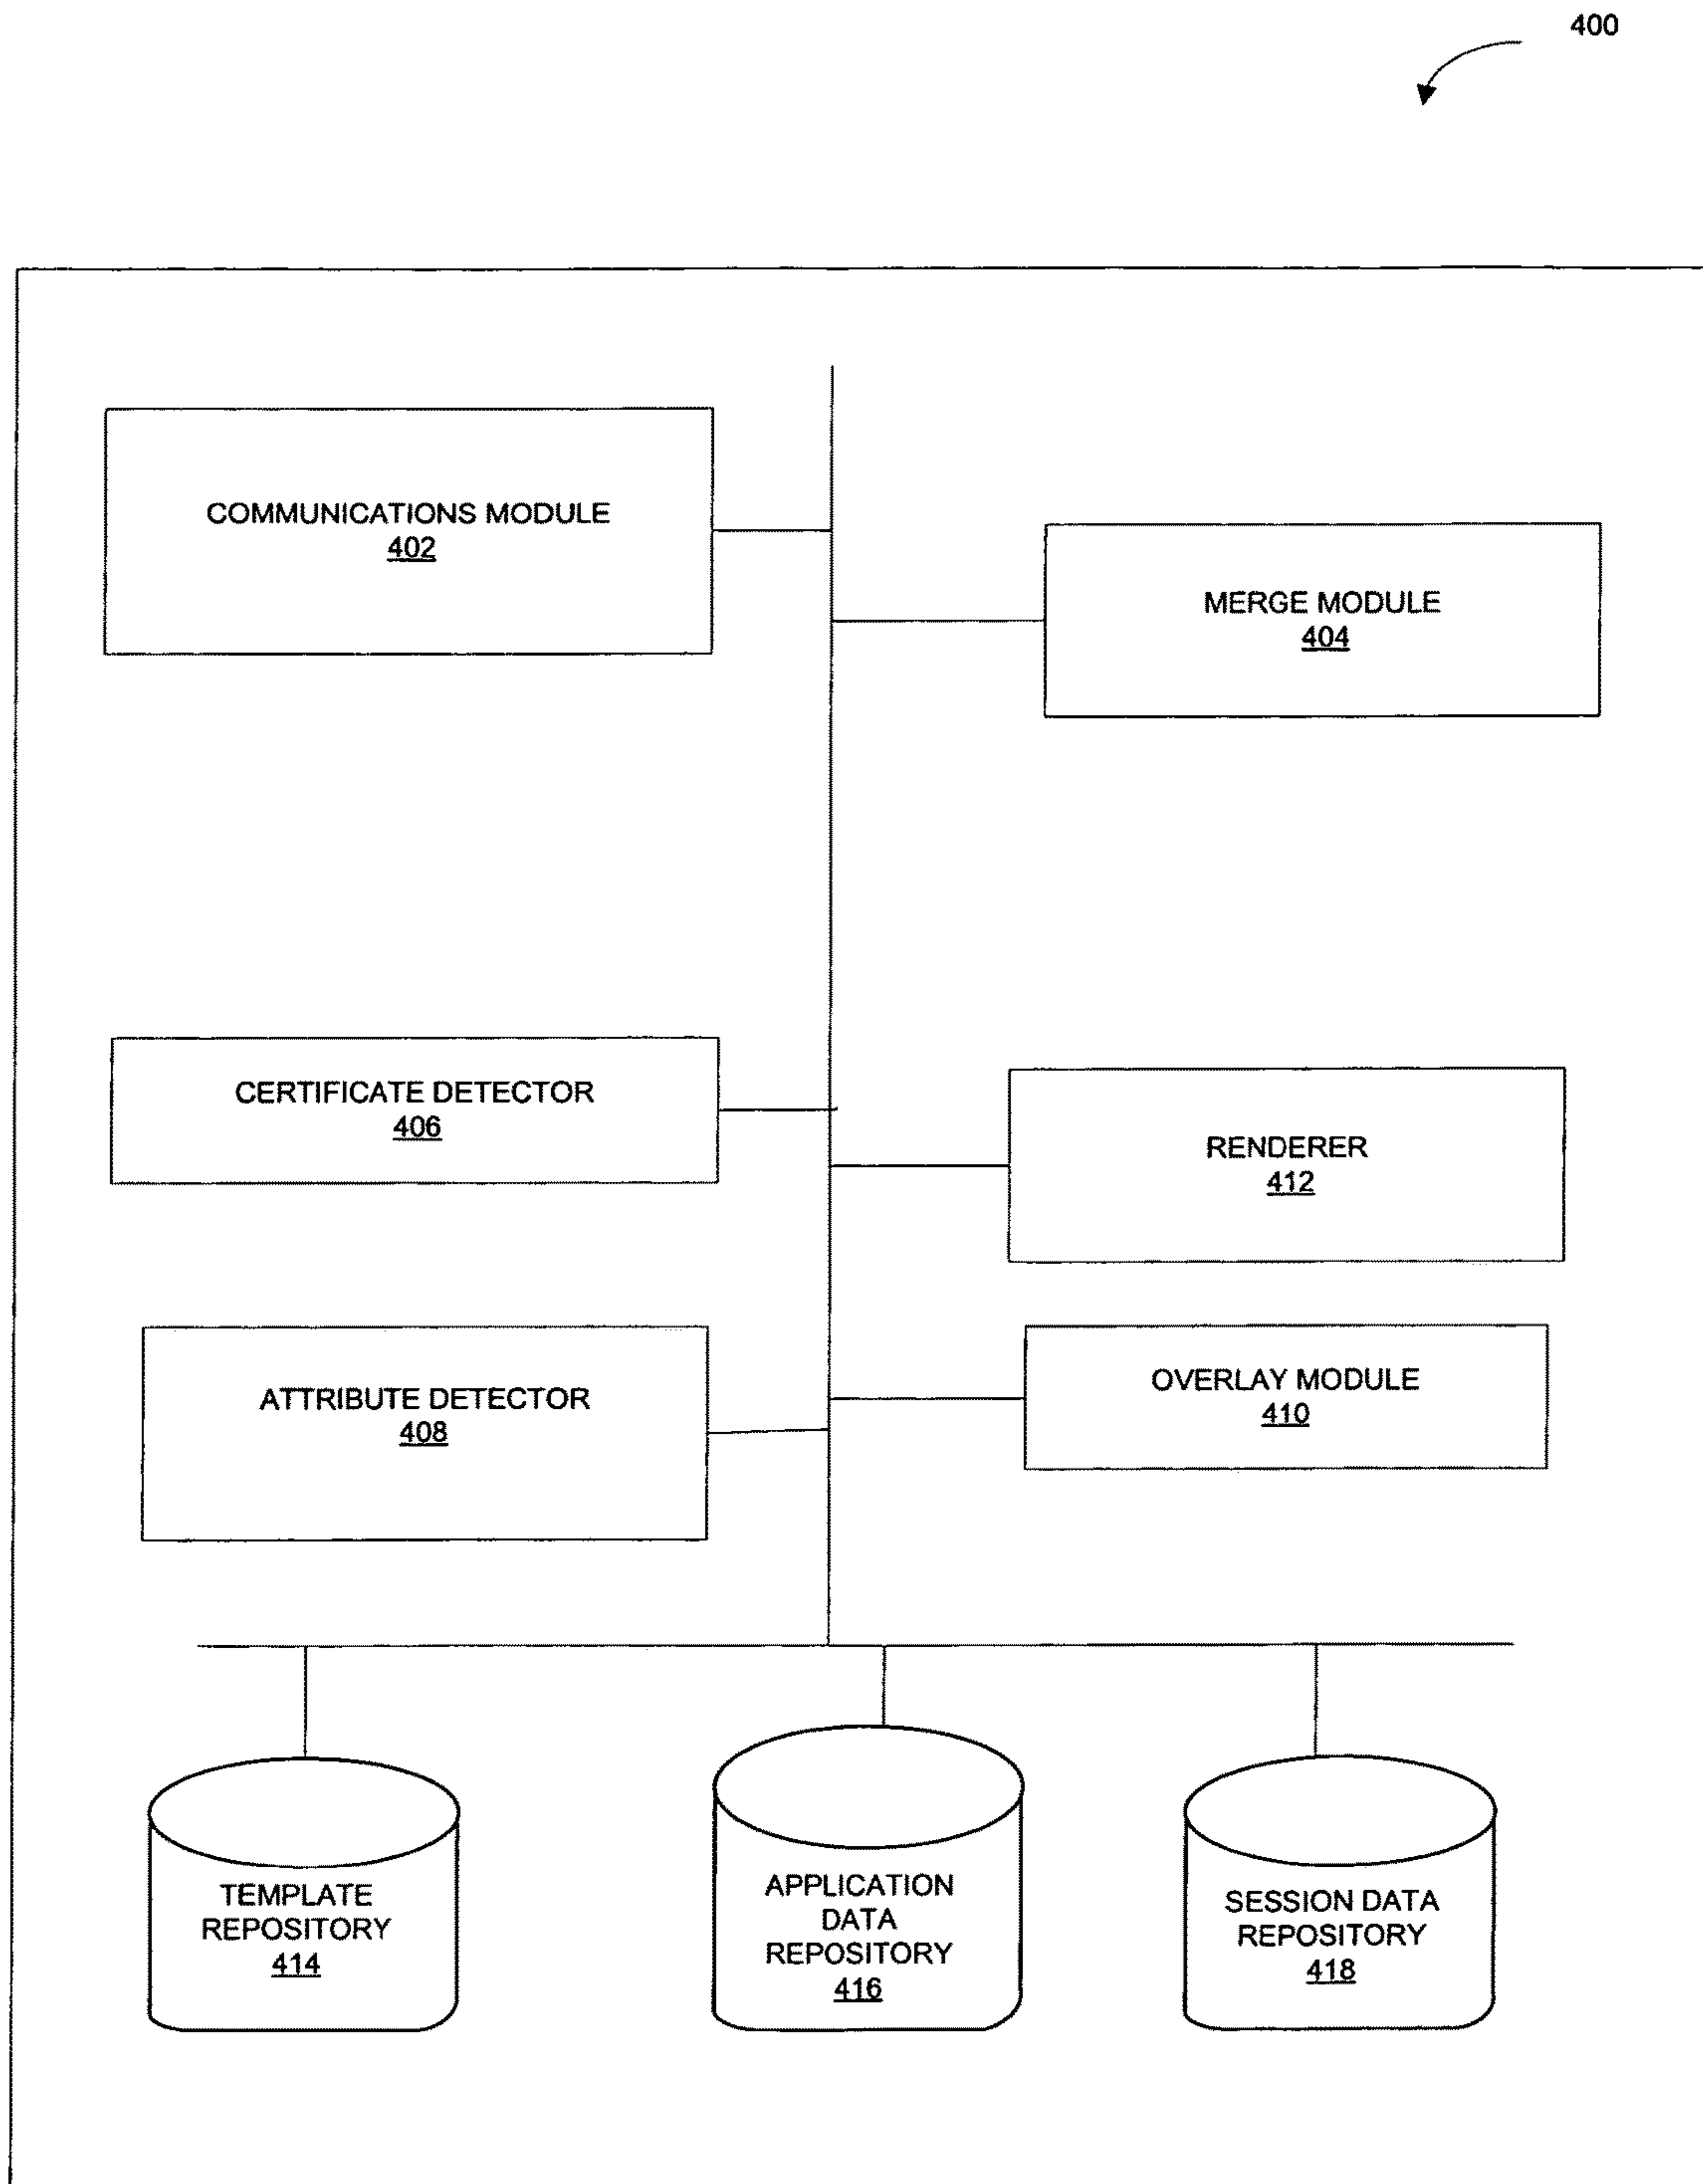 400
COMMUNICATIONS MODULE
402
MERGE MODULE
404
CERTIFICATE DETECTOR
406
RENDERER
412
ATTRIBUTE DETECTOR
408
OVERLAY MODULE
410
TEMPLATE
REPOSITORY
414
APPLICATION
DATA
REPOSITORY
416
SESSION DATA
REPOSITORY
418